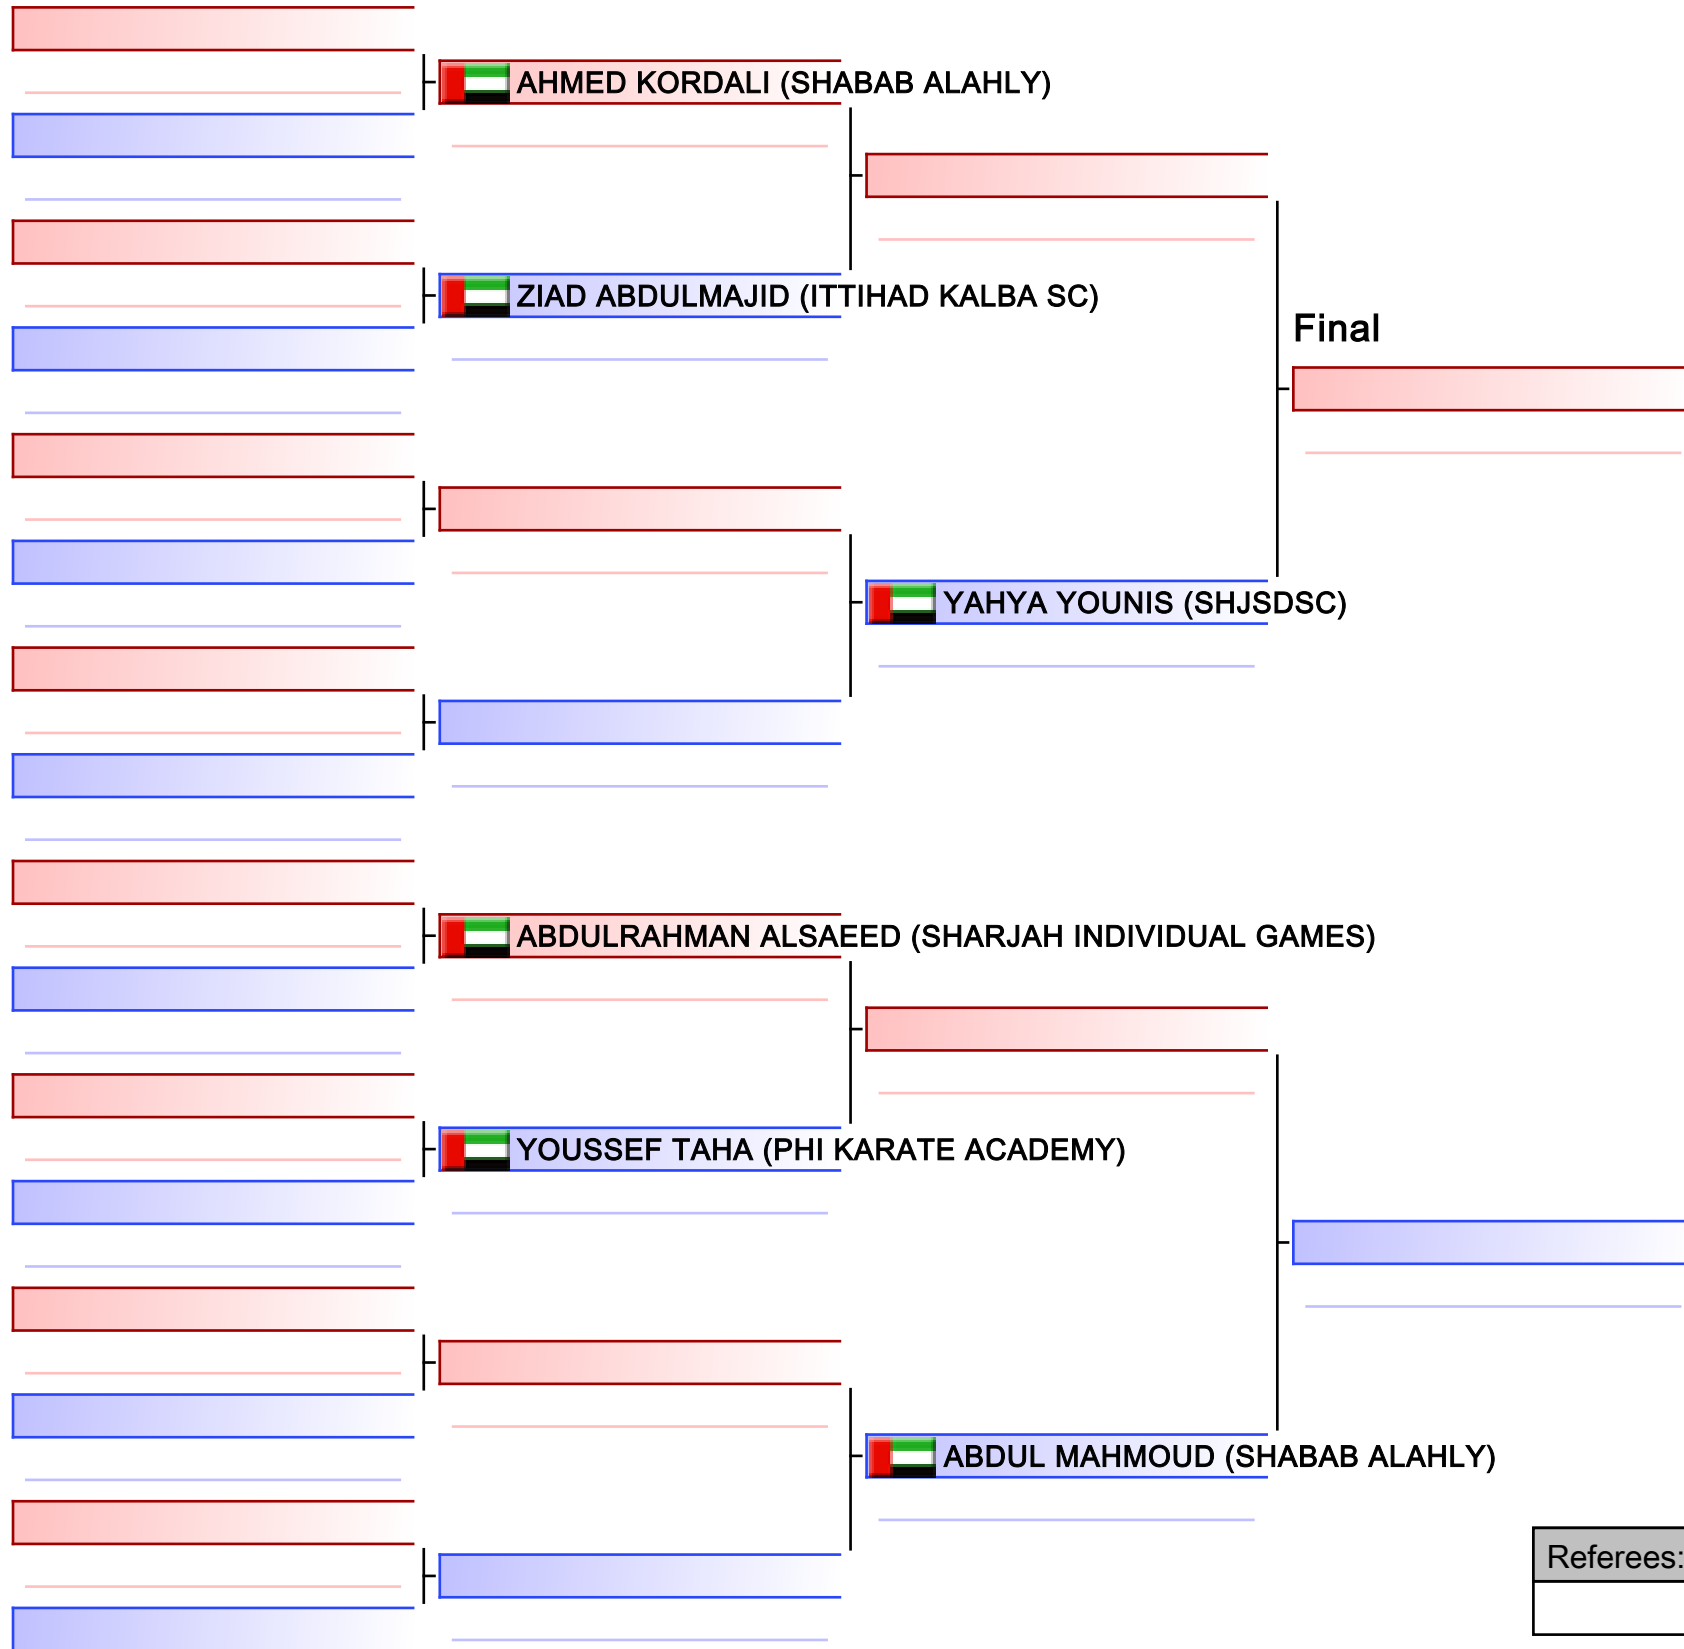 AHMED KORDALI (SHABAB ALAHLY)
ZIAD ABDULMAJID (ITTIHAD KALBA SC)
Final
YAHYA YOUNIS (SHJSDSC)
ABDULRAHMAN ALSAEED (SHARJAH INDIVIDUAL GAMES)
YOUSSEF TAHA (PHI KARATE ACADEMY)
ABDUL MAHMOUD (SHABAB ALAHLY)
Referees: